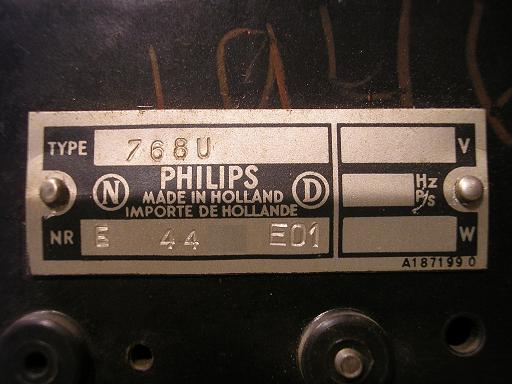 TYPE 768U V
N PHILIPS D
MADE IN HOLLAND
IMPORTE DE HOLLANDE
Hz
P/s
NR E 44 E01 W
A187199 0